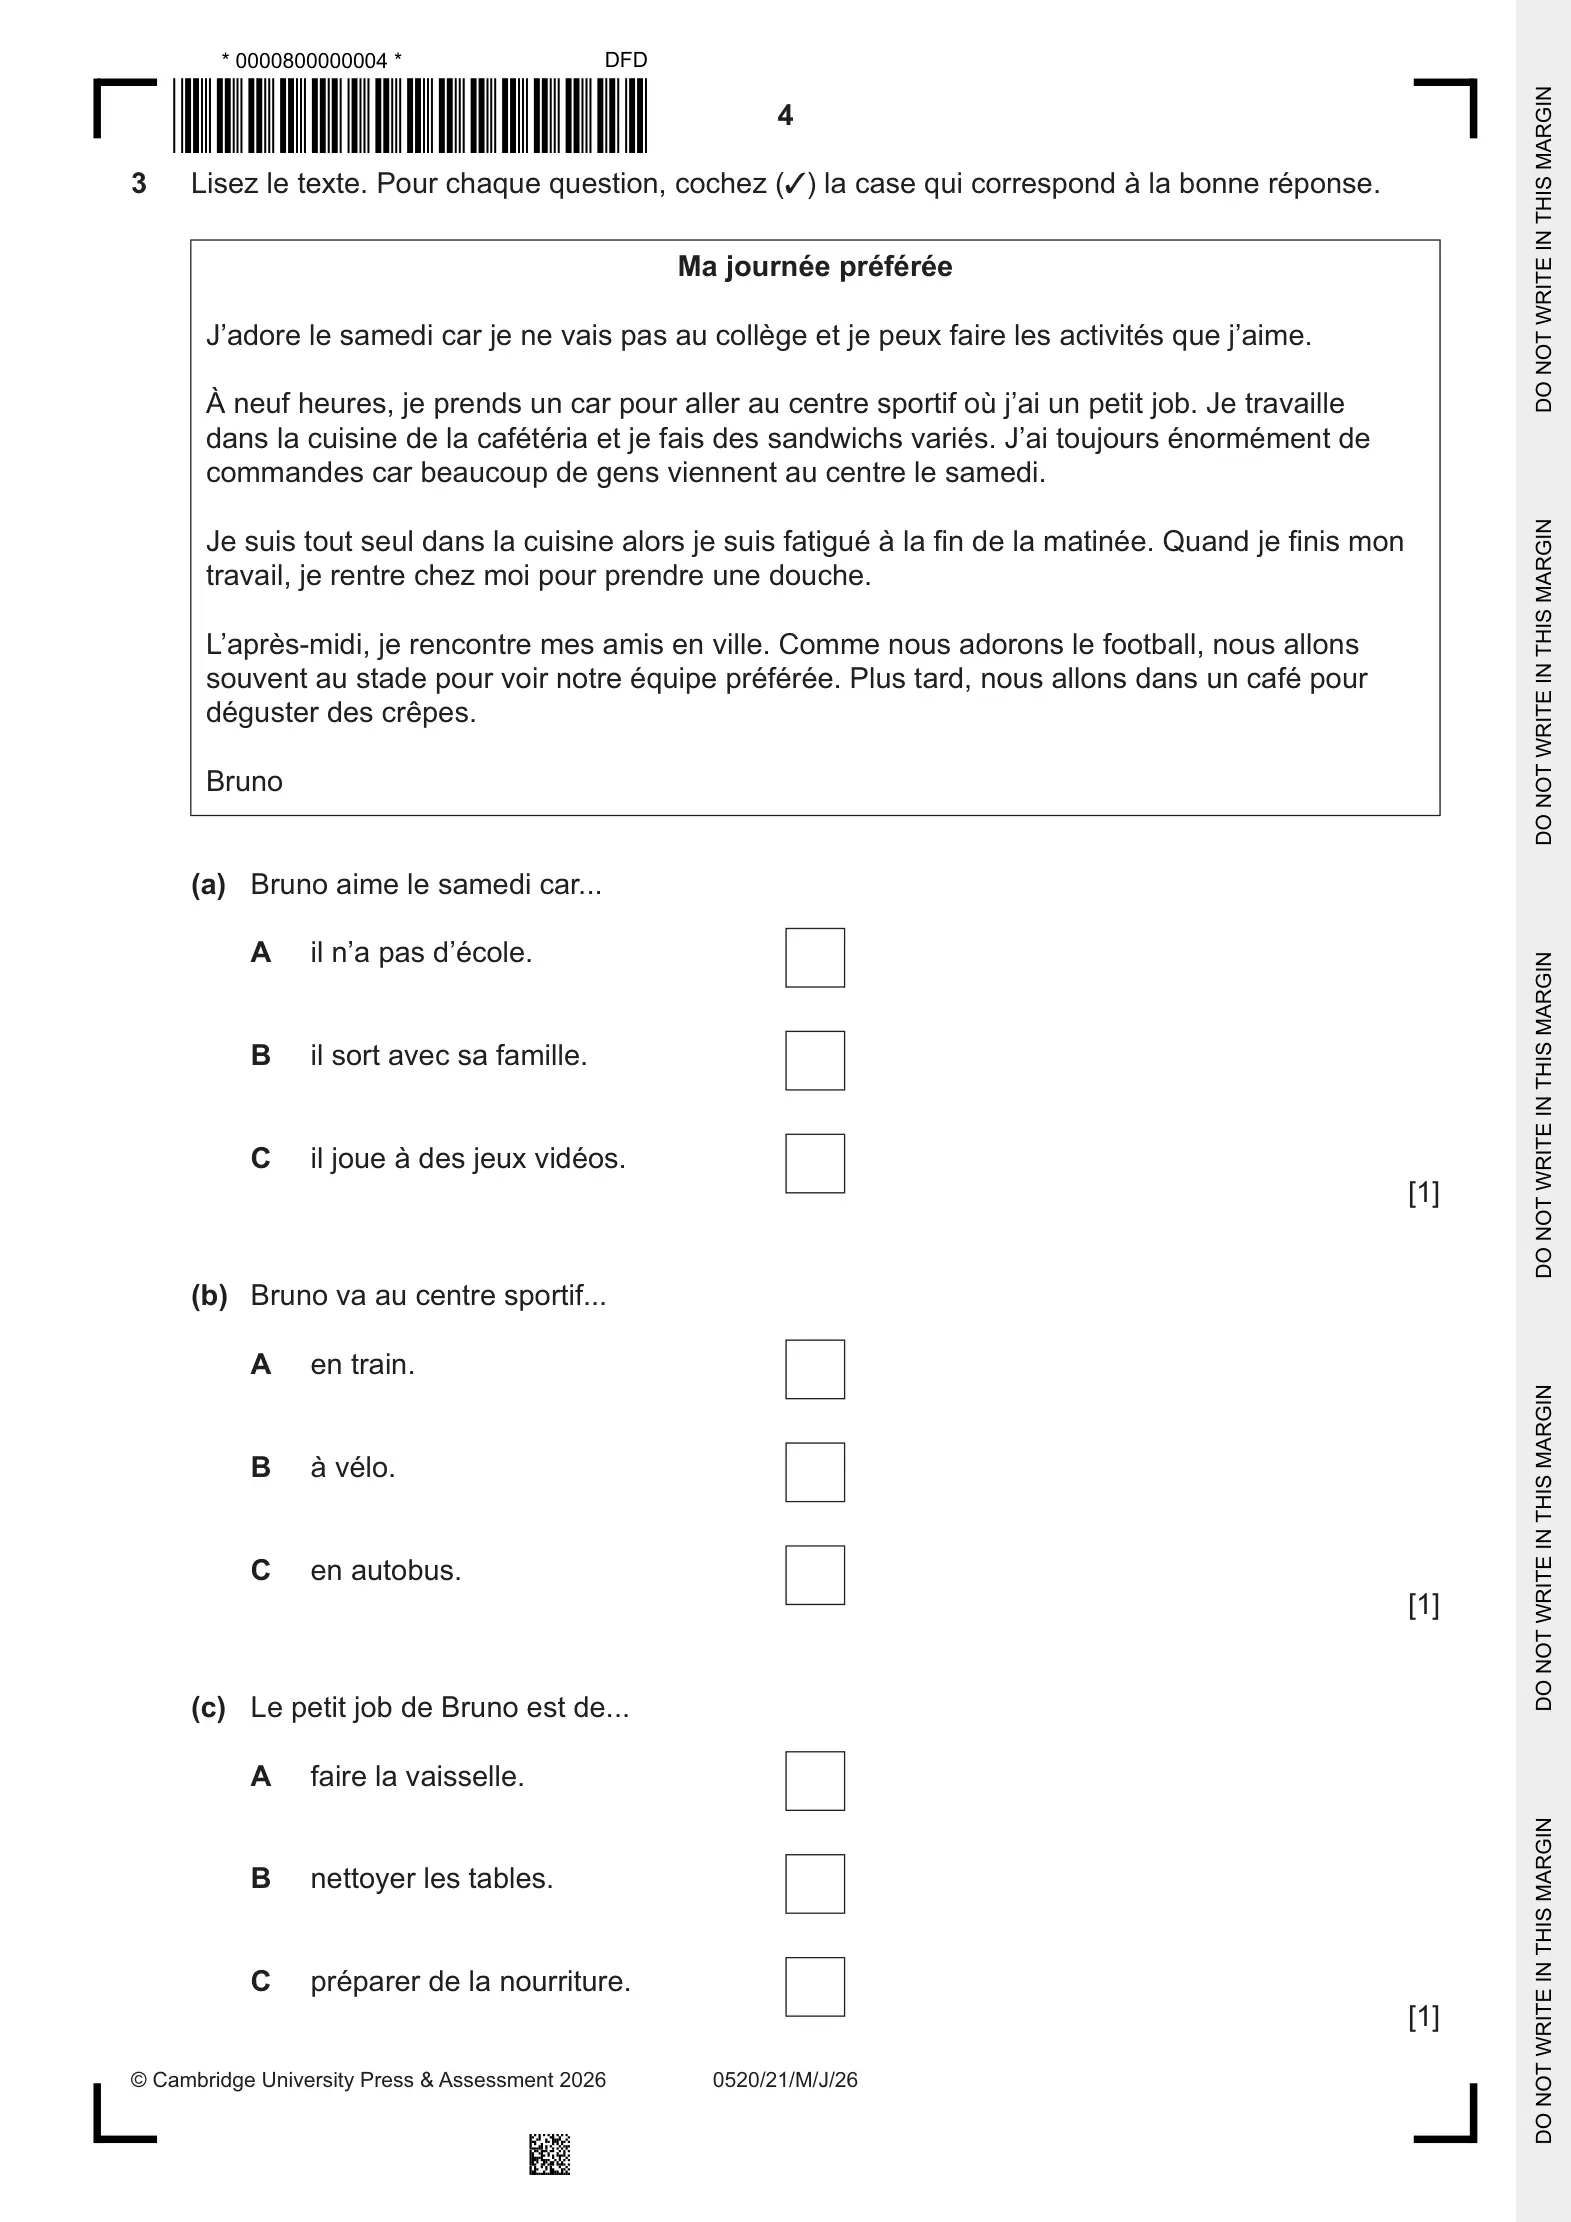 * 0000800000004 *
DFD
4
3 Lisez le texte. Pour chaque question, cochez (✓) la case qui correspond à la bonne réponse.
Ma journée préférée
J’adore le samedi car je ne vais pas au collège et je peux faire les activités que j’aime.
À neuf heures, je prends un car pour aller au centre sportif où j’ai un petit job. Je travaille
dans la cuisine de la cafétéria et je fais des sandwichs variés. J’ai toujours énormément de
commandes car beaucoup de gens viennent au centre le samedi.
Je suis tout seul dans la cuisine alors je suis fatigué à la fin de la matinée. Quand je finis mon
travail, je rentre chez moi pour prendre une douche.
L’après-midi, je rencontre mes amis en ville. Comme nous adorons le football, nous allons
souvent au stade pour voir notre équipe préférée. Plus tard, nous allons dans un café pour
déguster des crêpes.
Bruno
(a) Bruno aime le samedi car...
A il n’a pas d’école.
B il sort avec sa famille.
C il joue à des jeux vidéos.
[1]
(b) Bruno va au centre sportif...
A en train.
B à vélo.
C en autobus.
[1]
(c) Le petit job de Bruno est de...
A faire la vaisselle.
B nettoyer les tables.
C préparer de la nourriture.
[1]
© Cambridge University Press & Assessment 2026
0520/21/M/J/26
DO NOT WRITE IN THIS MARGIN
DO NOT WRITE IN THIS MARGIN
DO NOT WRITE IN THIS MARGIN
DO NOT WRITE IN THIS MARGIN
DO NOT WRITE IN THIS MARGIN